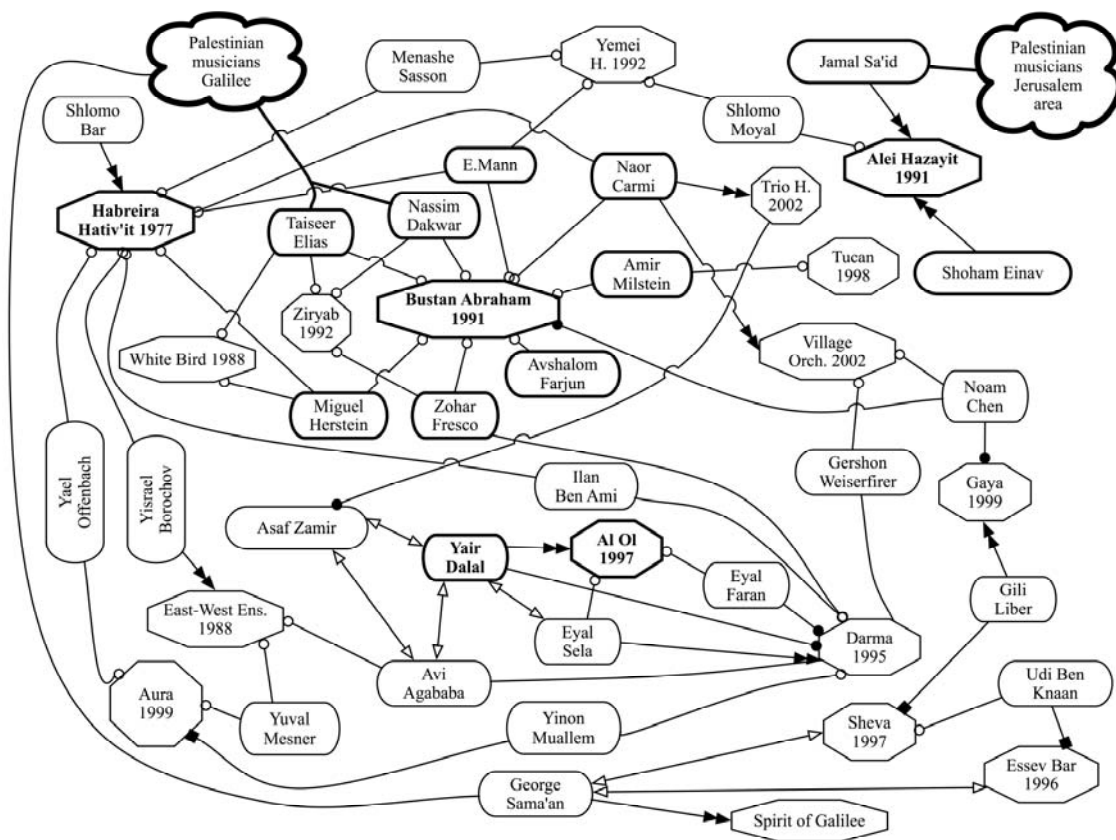 Palestinian
musicians
Galilee
Menashe
Sasson
Yemei
H. 1992
Jamal Sa'id
Palestinian
musicians
Jerusalem
area
Shlomo
Bar
Shlomo
Moyal
Alei Hazayit
1991
E.Mann
Naor
Carmi
Trio H.
2002
Habreira
Hativ'it 1977
Taiseer
Elias
Nassim
Dakwar
Amir
Milstein
Tucan
1998
Shoham Einav
Bustan Abraham
1991
Ziryab
1992
White Bird 1988
Village
Orch. 2002
Avshalom
Farjun
Noam
Chen
Miguel
Herstein
Zohar
Fresco
Yael
Offenbach
Yisrael
Borochov
Ilan
Ben Ami
Gershon
Weiserfirer
Gaya
1999
Asaf Zamir
Yair
Dalal
Al Ol
1997
Eyal
Faran
Gili
Liber
East-West Ens.
1988
Eyal
Sela
Darma
1995
Avi
Agababa
Udi Ben
Knaan
Aura
1999
Yuval
Mesner
Yinon
Muallem
Sheva
1997
Essev Bar
1996
George
Sama'an
Spirit of Galilee